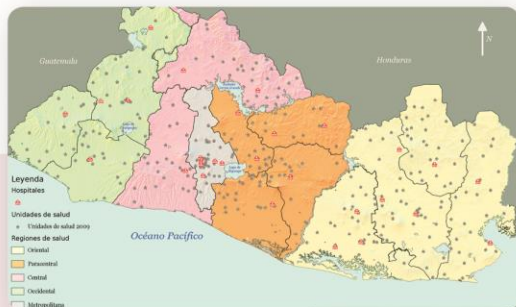 Guatemala
Honduras
N
Leyenda
Hospitales
Unidades de salud
Unidades de salud 2009
Regiones de salud
Oriental
Paracentral
Central
Occidental
Metropolitana
Océano Pacífico